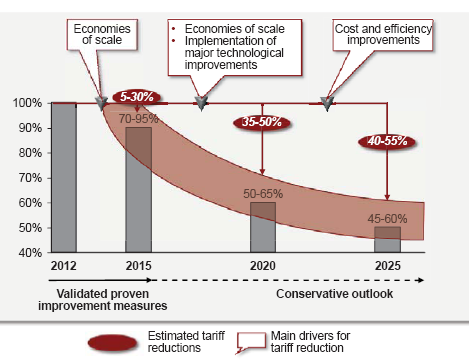 Economies
of scale
• Economies of scale
• Implementation of
major technological
improvements
Cost and efficiency
improvements
100%
90%
80%
70%
60%
50%
40%
5-30%
70-95%
35-50%
50-65%
40-55%
45-60%
2012
2015
2020
2025
Validated proven
improvement measures
Conservative outlook
Estimated tariff
reductions
Main drivers for
tariff reduction